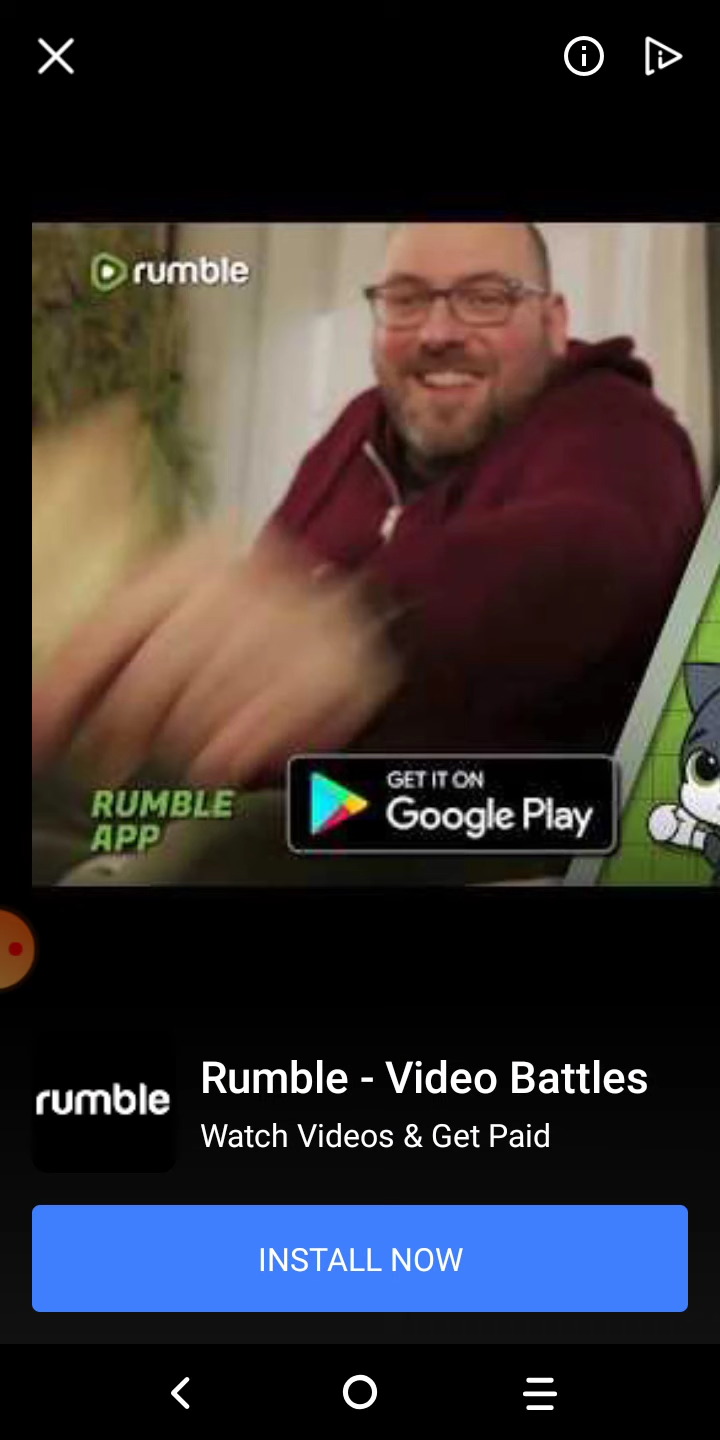 rumble
RUMBLE
APP
GET IT ON
Google Play
rumble
Rumble - Video Battles
Watch Videos & Get Paid
INSTALL NOW